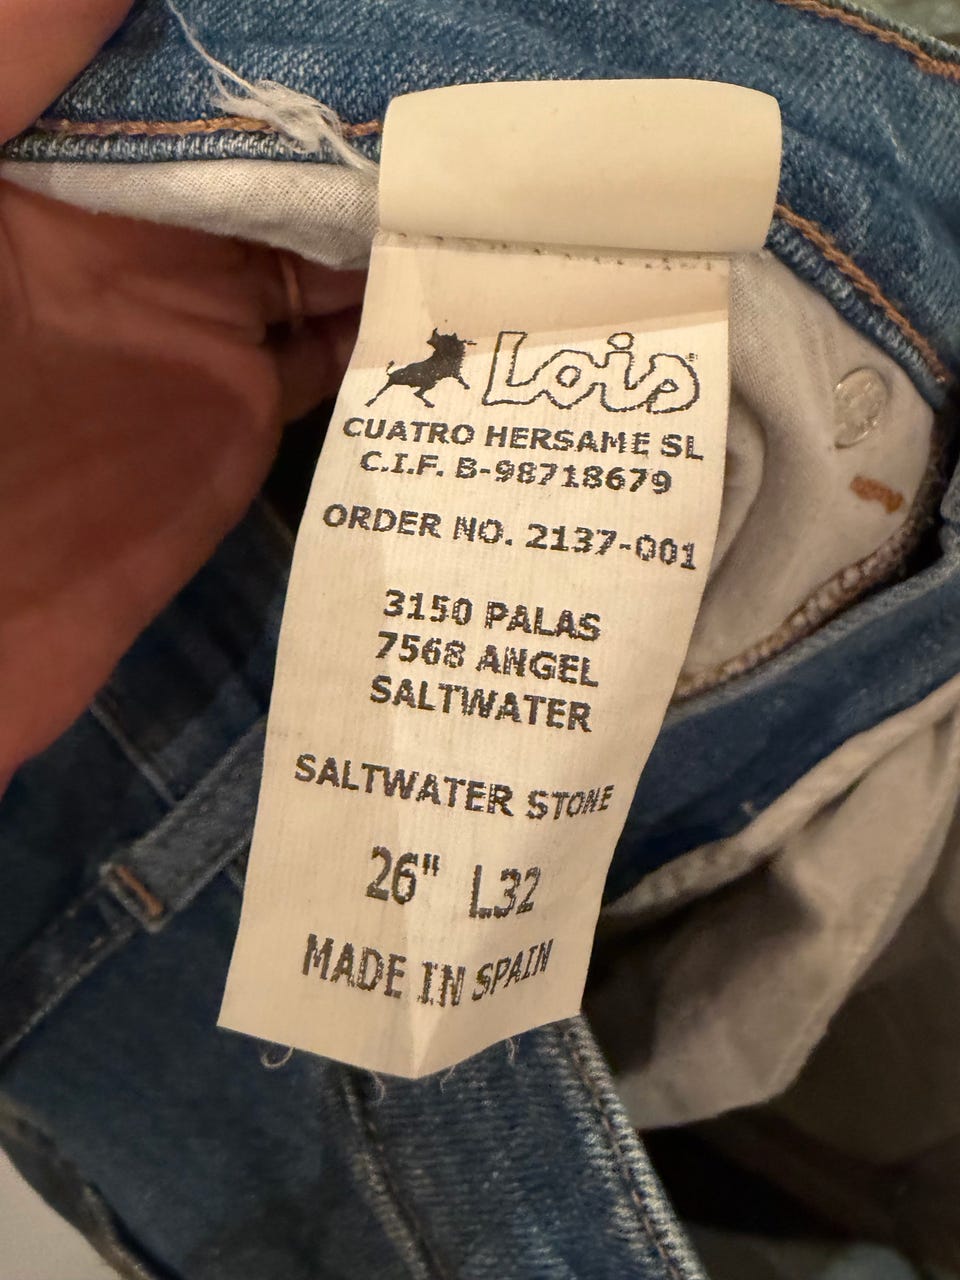 Lois
CUATRO HERSAME SL
C.I.F. B-98718679
ORDER NO. 2137-001
3150 PALAS
7568 ANGEL
SALTWATER
SALTWATER STONE
26" L32
MADE IN SPAIN